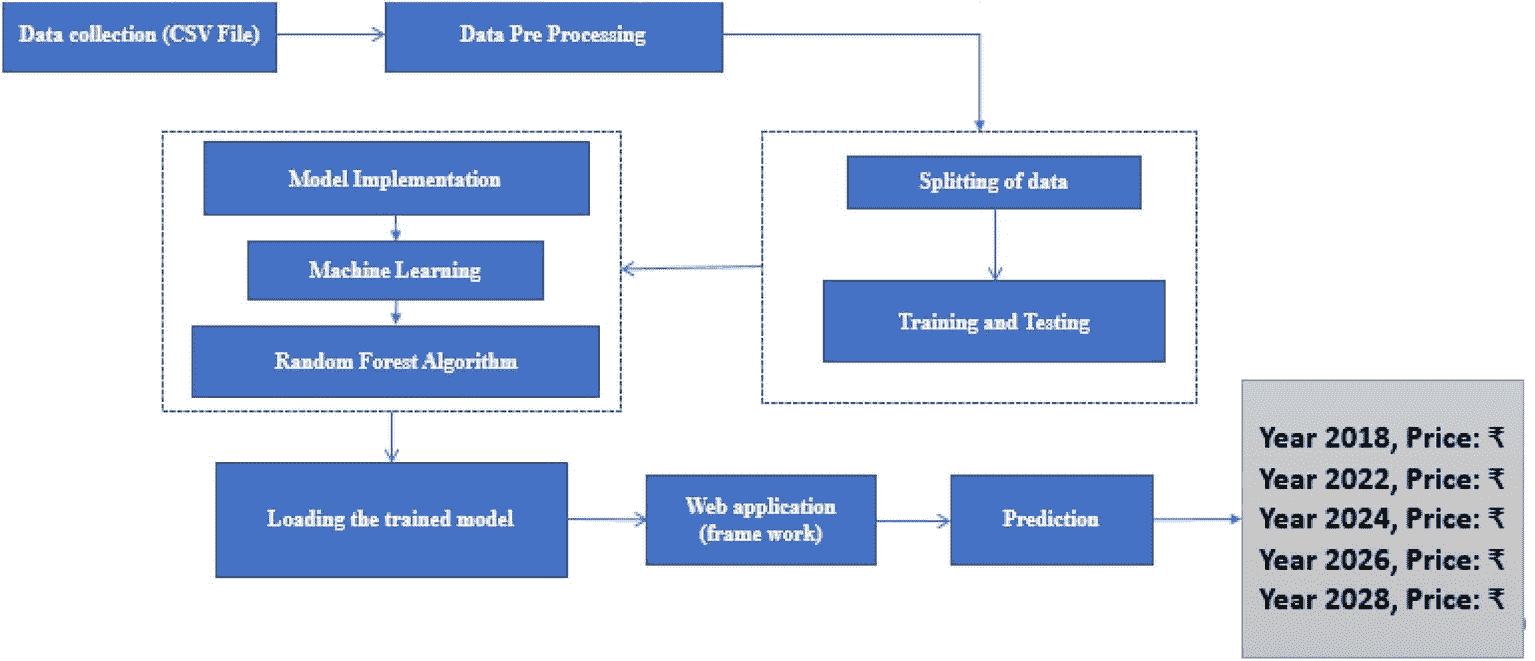 Data collection (CSV File)
Data Pre Processing
Splitting of data
Training and Testing
Model Implementation
Machine Learning
Random Forest Algorithm
Loading the trained model
Web application
(frame work)
Prediction
Year 2018, Price: ₹
Year 2022, Price: ₹
Year 2024, Price: ₹
Year 2026, Price: ₹
Year 2028, Price: ₹